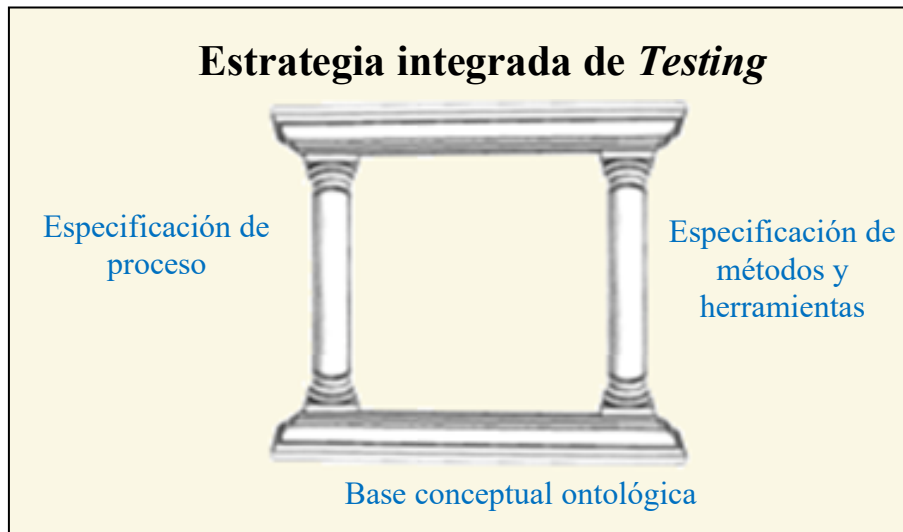 Estrategia integrada de Testing
Especificación de
proceso
Especificación de
métodos y
herramientas
Base conceptual ontológica